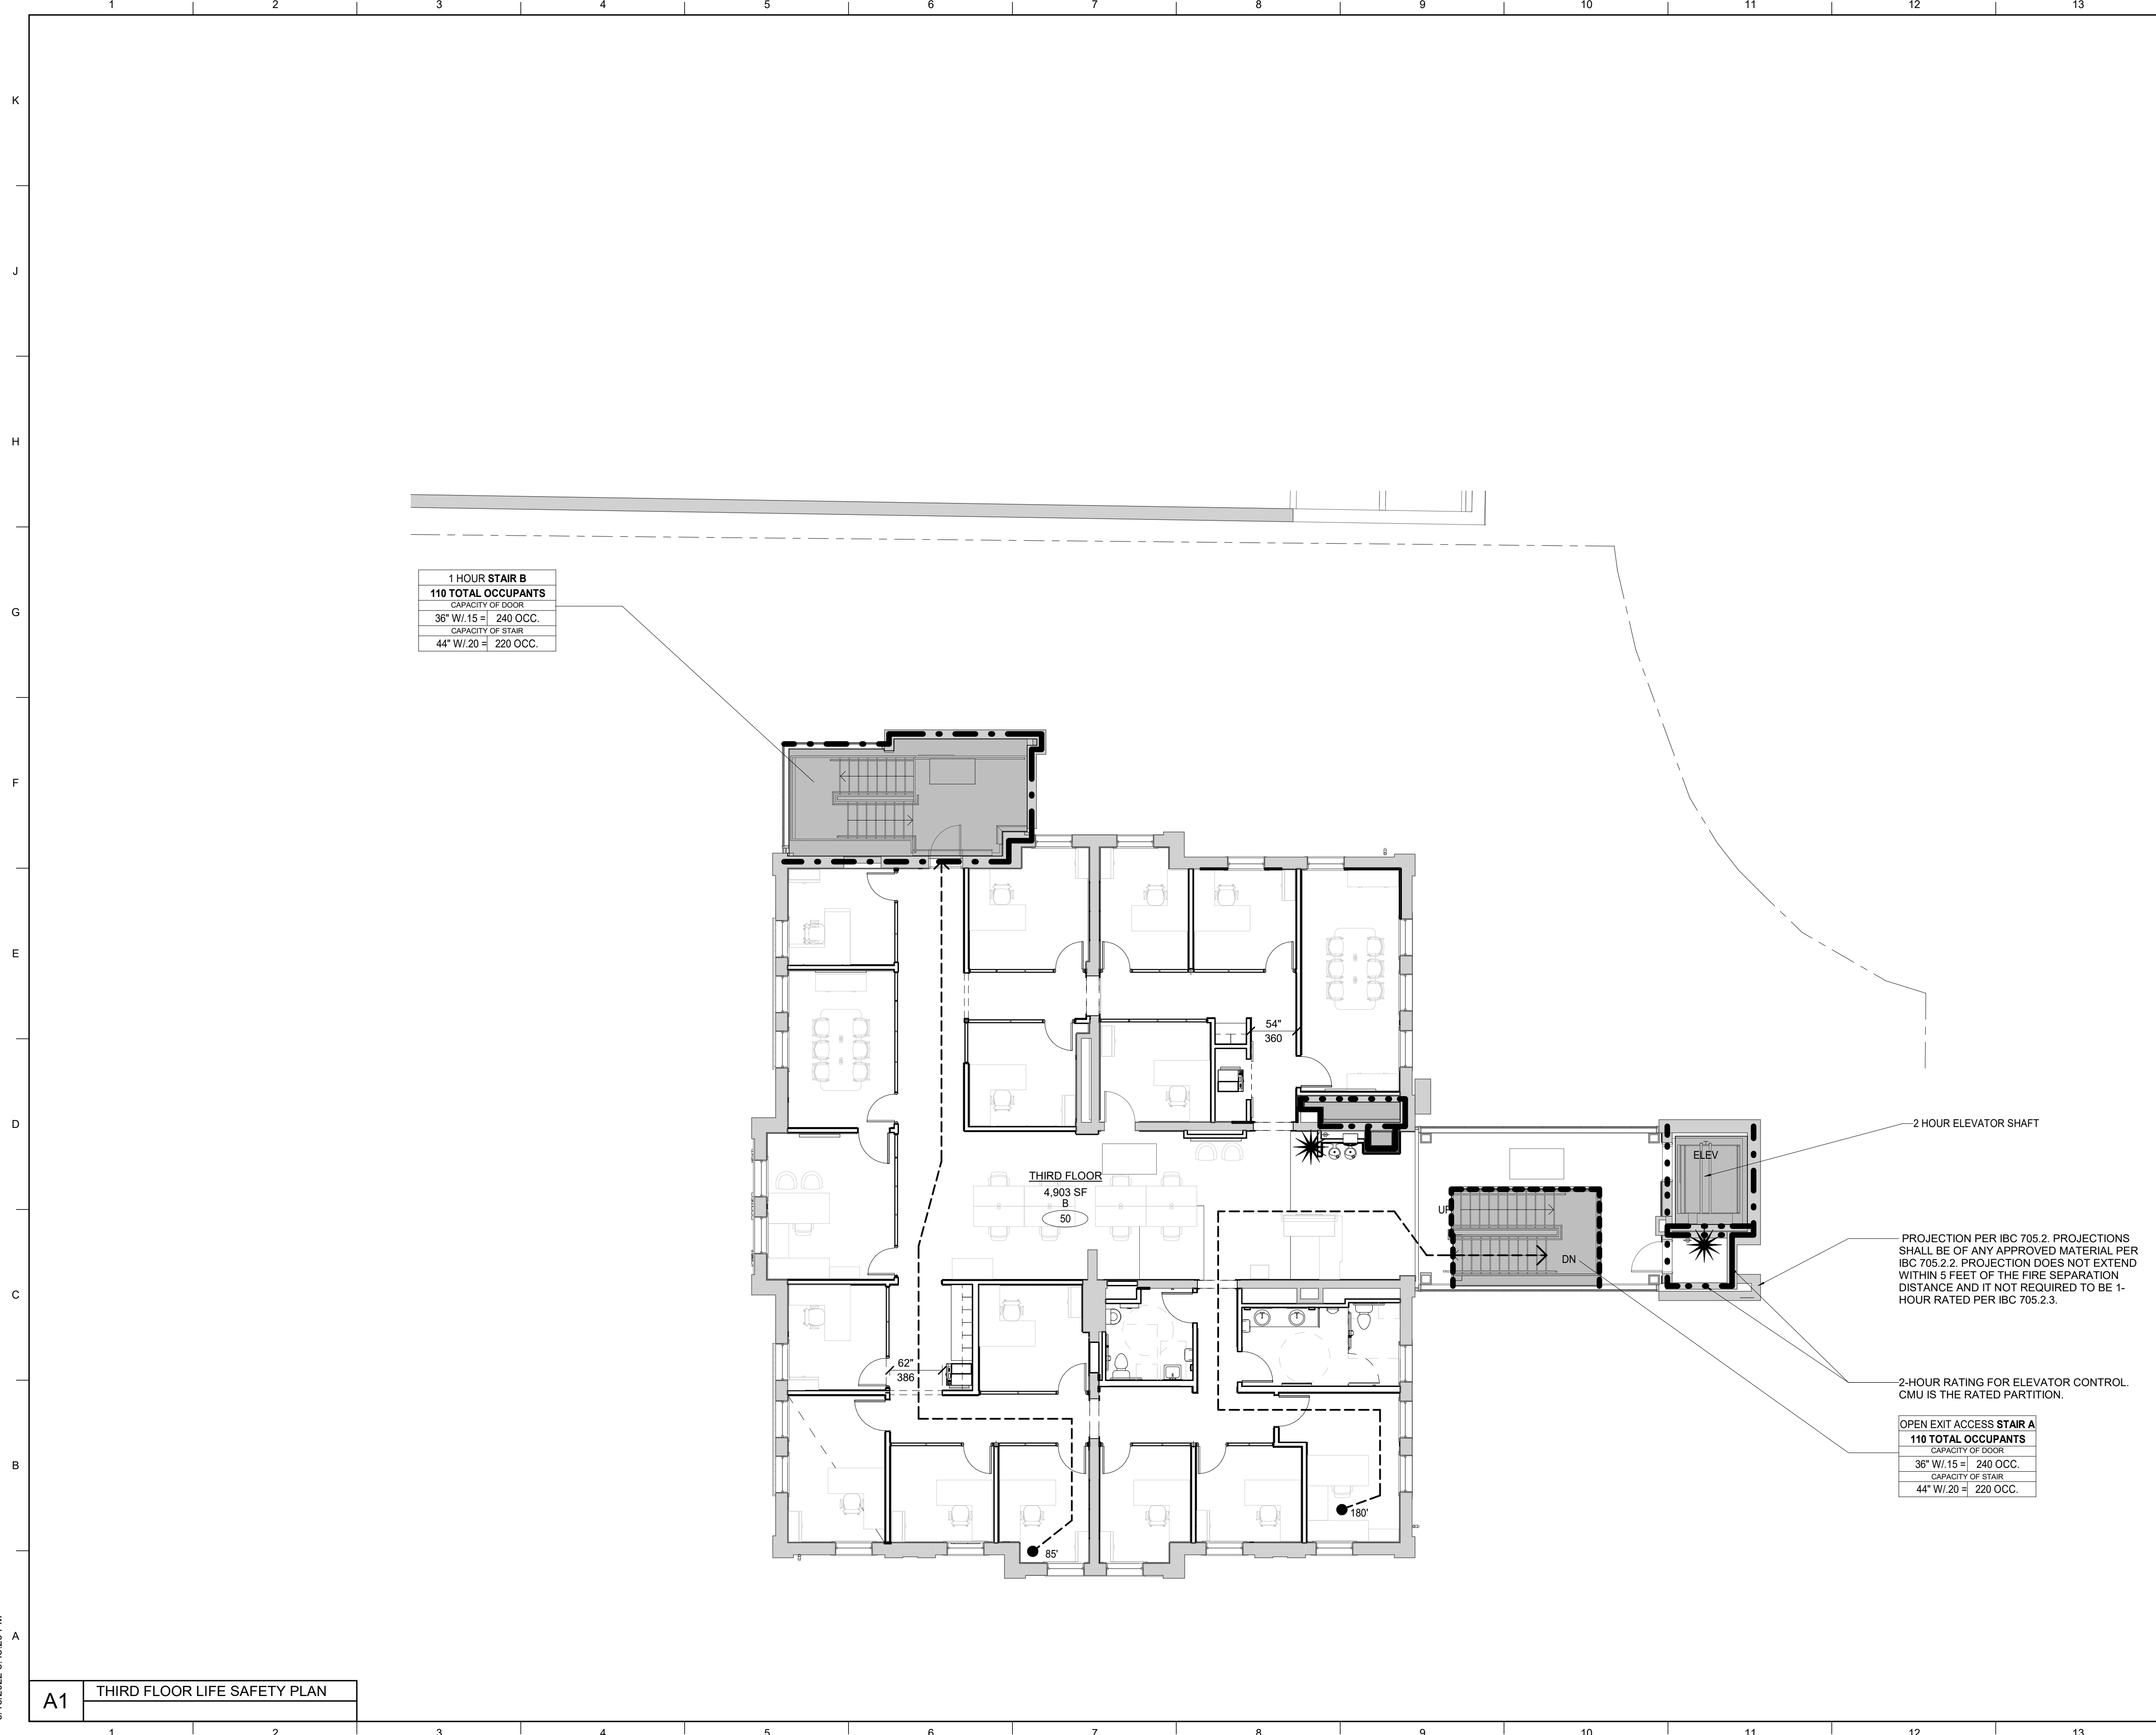 1 2 3 4 5 6 7 8 9 10 11 12 13
K
J
H
G
F
E
D
C
B
A
1 HOUR STAIR B
110 TOTAL OCCUPANTS
CAPACITY OF DOOR
36" W/.15 = 240 OCC.
CAPACITY OF STAIR
44" W/.20 = 220 OCC.
54"
360
THIRD FLOOR
4,903 SF
B
50
62"
386
85'
180'
UP
DN
ELEV
2 HOUR ELEVATOR SHAFT
PROJECTION PER IBC 705.2. PROJECTIONS
SHALL BE OF ANY APPROVED MATERIAL PER
IBC 705.2.2. PROJECTION DOES NOT EXTEND
WITHIN 5 FEET OF THE FIRE SEPARATION
DISTANCE AND IT NOT REQUIRED TO BE 1-
HOUR RATED PER IBC 705.2.3.
2-HOUR RATING FOR ELEVATOR CONTROL.
CMU IS THE RATED PARTITION.
OPEN EXIT ACCESS STAIR A
110 TOTAL OCCUPANTS
CAPACITY OF DOOR
36" W/.15 = 240 OCC.
CAPACITY OF STAIR
44" W/.20 = 220 OCC.
A1
THIRD FLOOR LIFE SAFETY PLAN
1 2 3 4 5 6 7 8 9 10 11 12 13